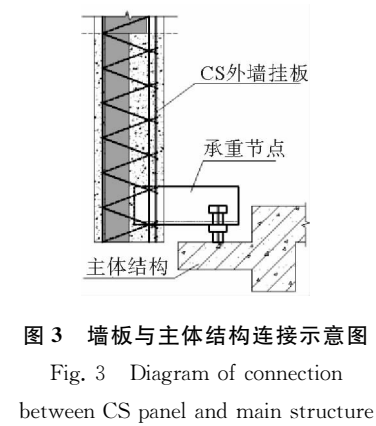 CS外墙挂板
承重节点
主体结构
图 3 墙板与主体结构连接示意图
Fig. 3 Diagram of connection
between CS panel and main structure